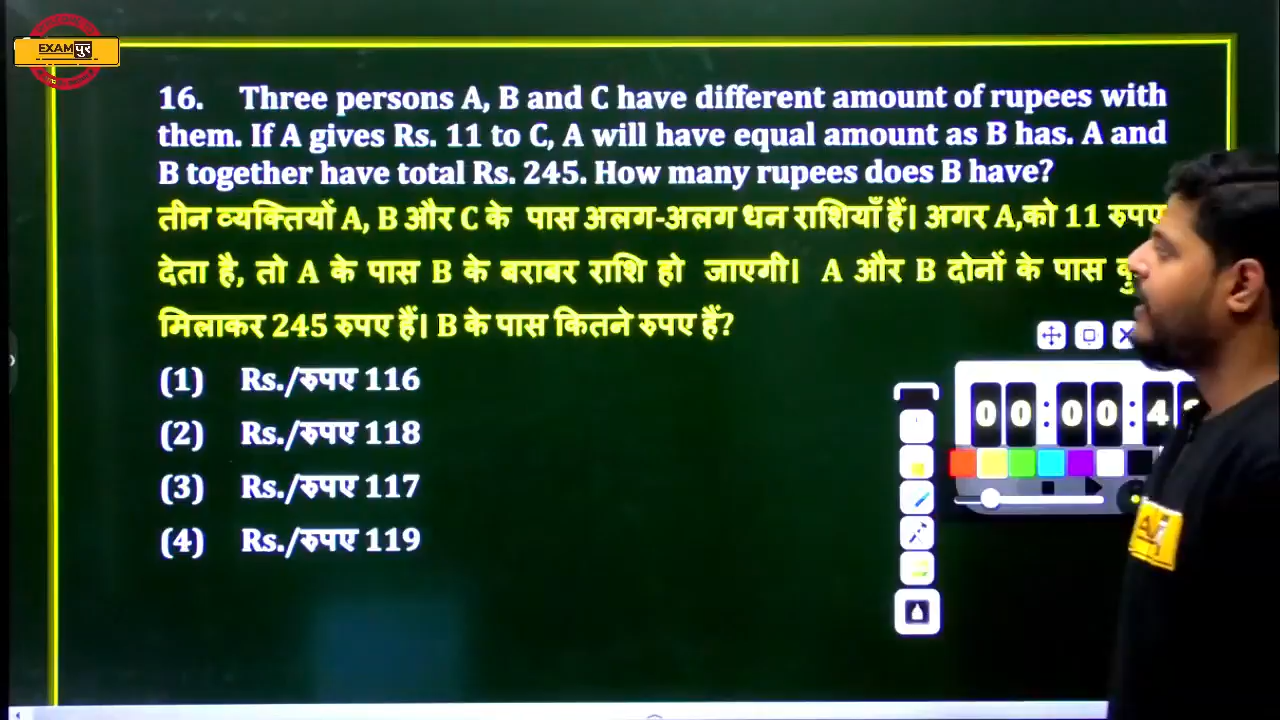 WELCOME TO
EXAMपुर
16. Three persons A, B and C have different amount of rupees with
them. If A gives Rs. 11 to C, A will have equal amount as B has. A and
B together have total Rs. 245. How many rupees does B have?
तीन व्यक्तियों A, B और C के पास अलग-अलग धन राशियाँ हैं। अगर A,को 11 रुपए
देता है, तो A के पास B के बराबर राशि हो जाएगी। A और B दोनों के पास
मिलाकर 245 रुपए हैं। B के पास कितने रुपए हैं?
(1) Rs./रुपए 116
(2) Rs./रुपए 118
(3) Rs./रुपए 117
(4) Rs./रुपए 119
00:00:4